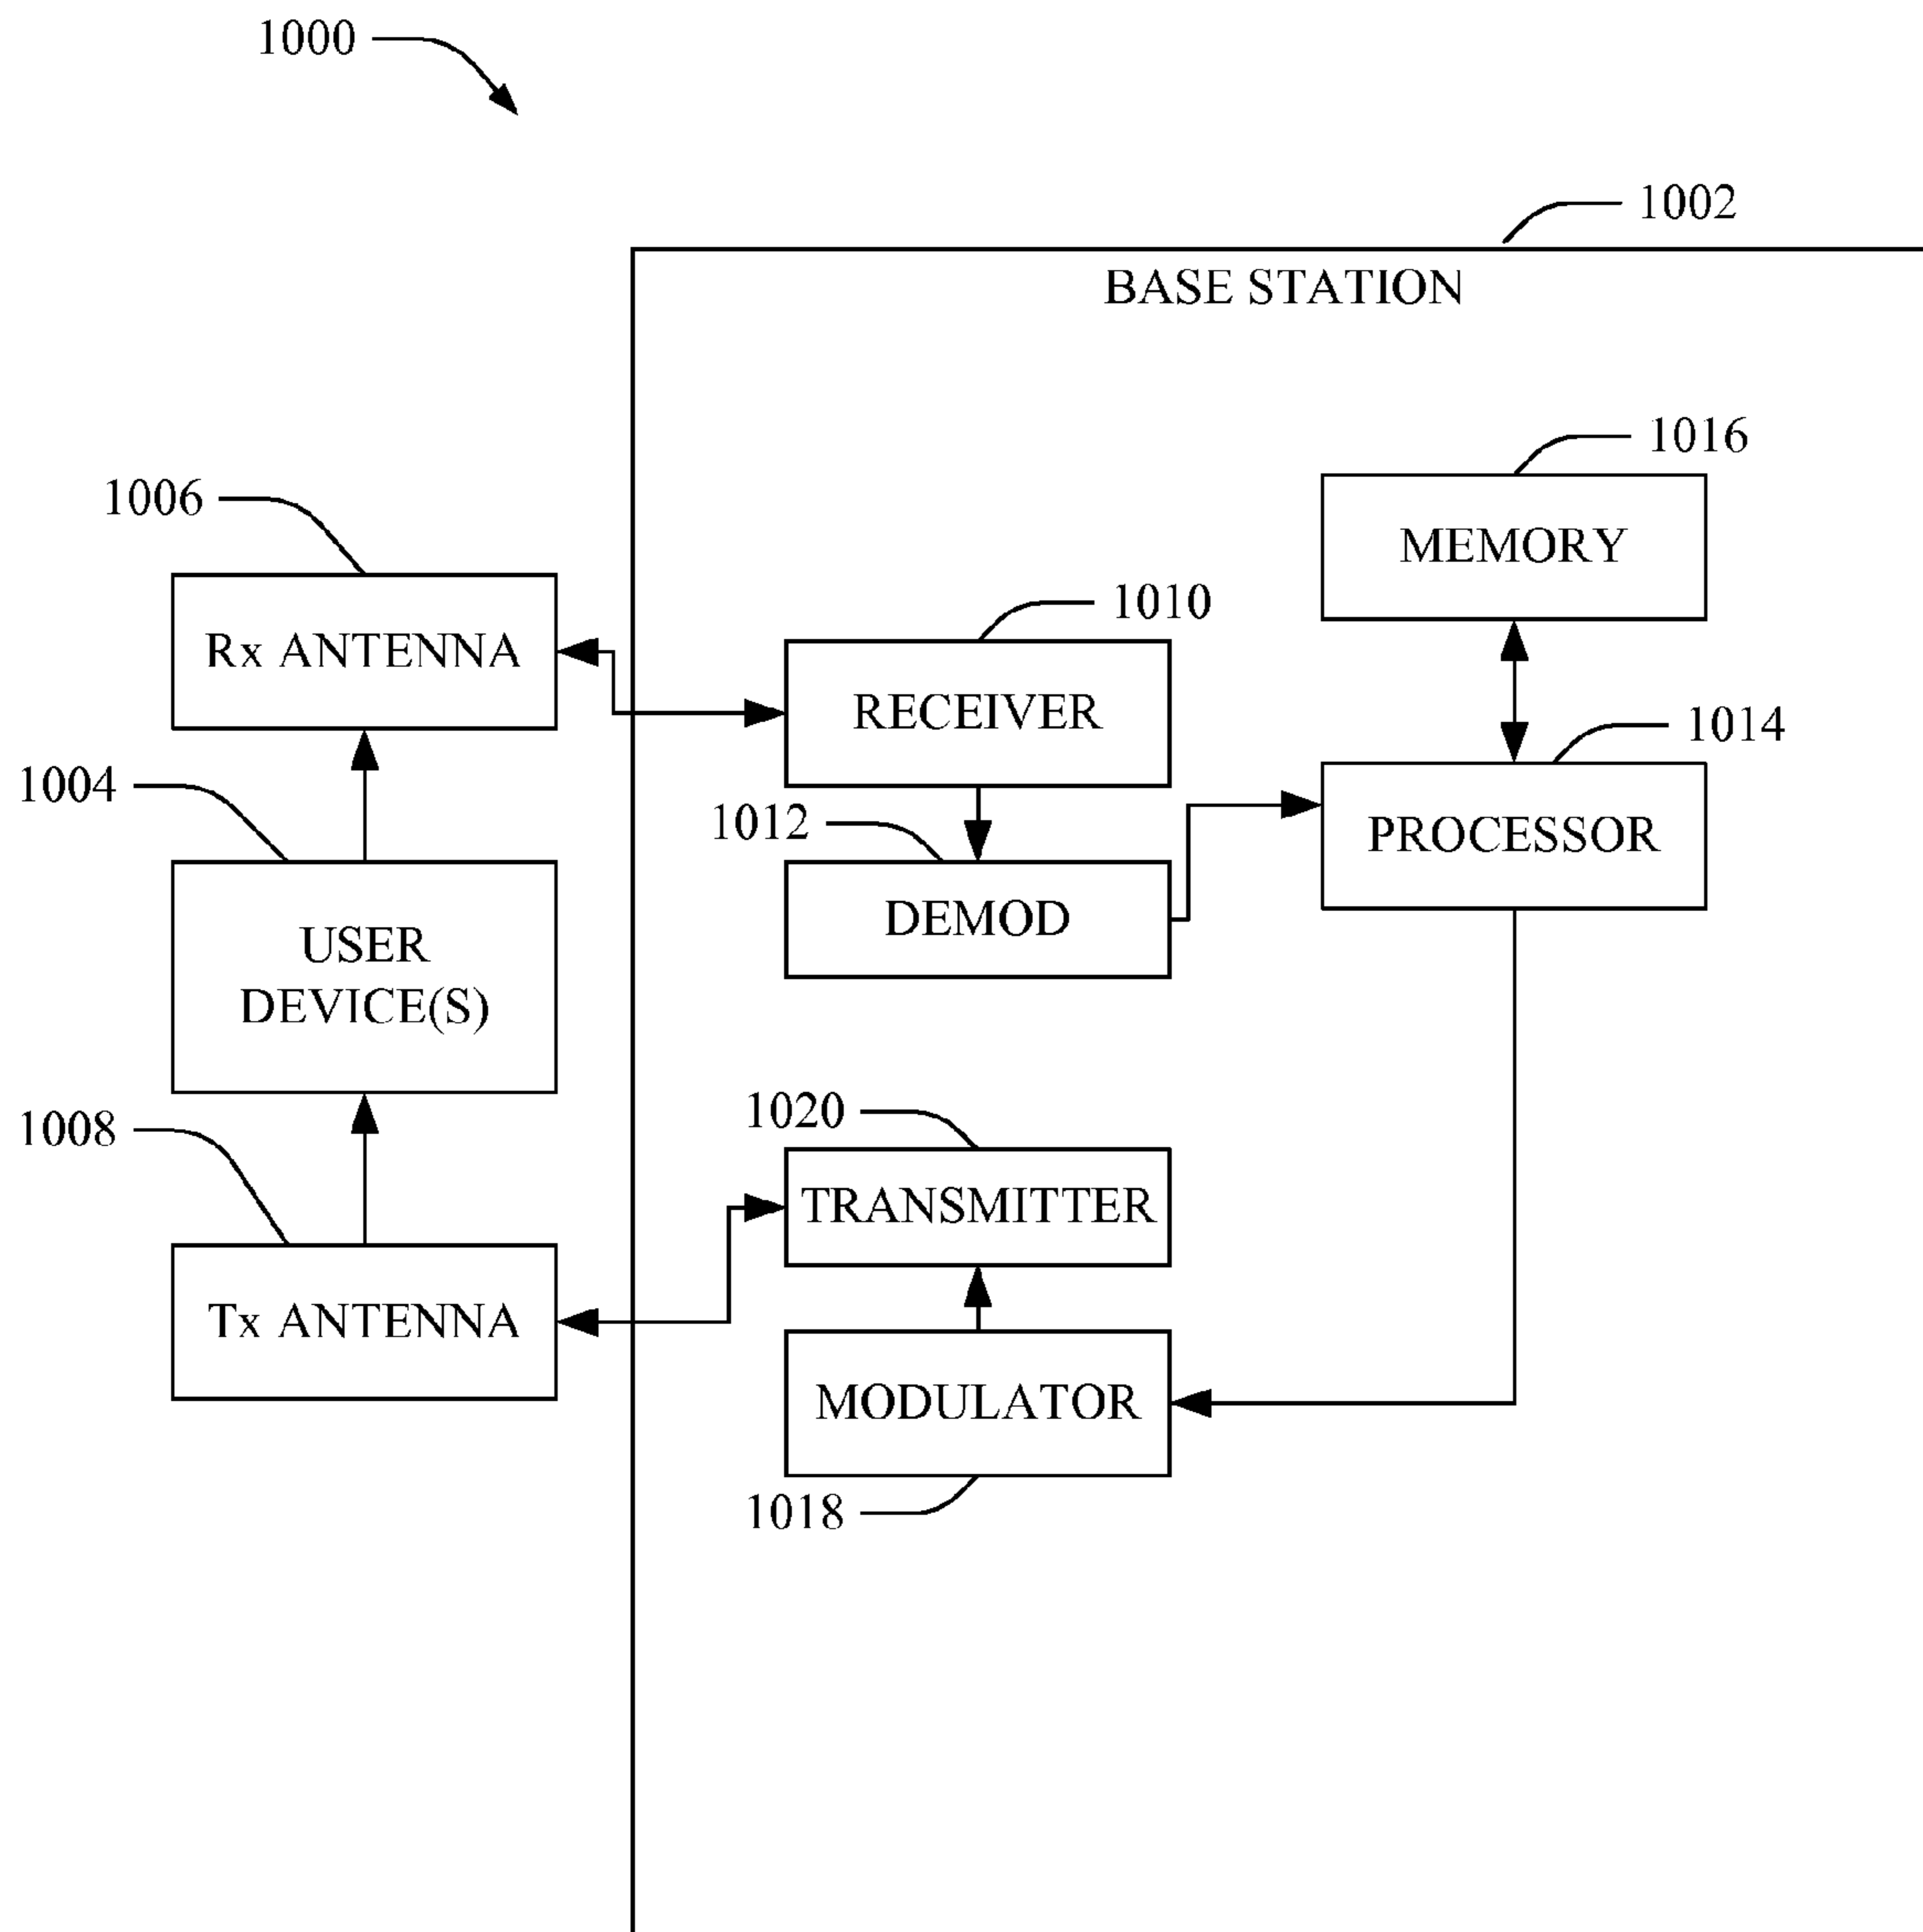 1000
1002
BASE STATION
1016
MEMORY
1006
Rx ANTENNA
1010
RECEIVER
1014
PROCESSOR
1004
USER
DEVICE(S)
1012
DEMOD
1008
Tx ANTENNA
1020
TRANSMITTER
MODULATOR
1018